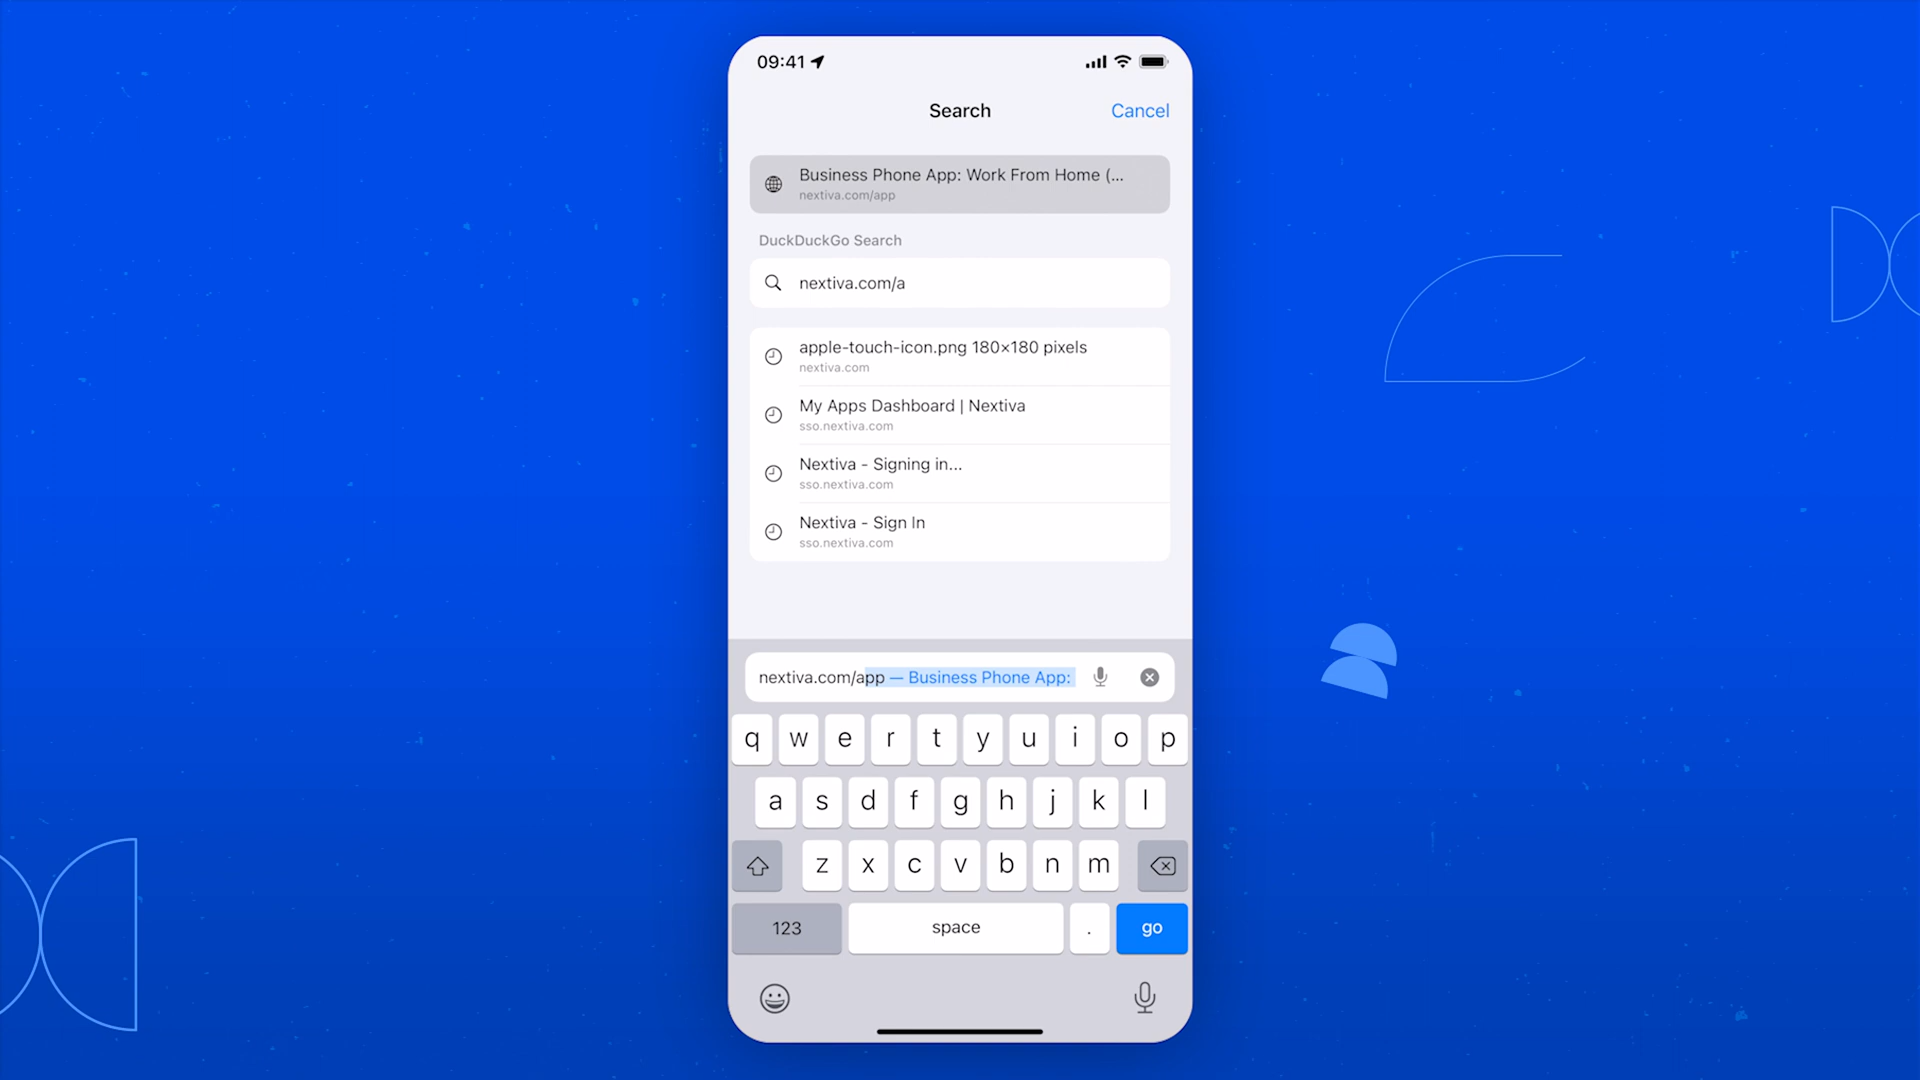 09:41
Search
Cancel
Business Phone App: Work From Home (...
nextiva.com/app
DuckDuckGo Search
nextiva.com/a
apple-touch-icon.png 180×180 pixels
nextiva.com
My Apps Dashboard | Nextiva
sso.nextiva.com
Nextiva - Signing in...
sso.nextiva.com
Nextiva - Sign In
sso.nextiva.com
nextiva.com/app — Business Phone App:
q w e r t y u i o p
a s d f g h j k l
z x c v b n m
123 space . go